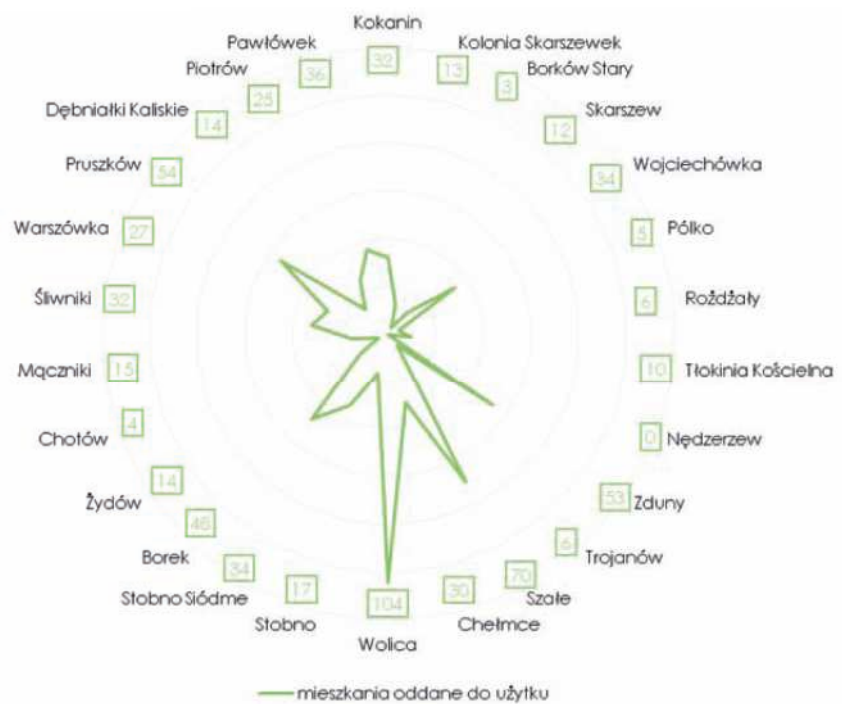 Kokanin
32
Kolonia Skarszewek
13
Borków Stary
3
Skarszew
12
Wojciechówka
34
Pólko
5
Rożdżały
6
Tłokinia Kościelna
10
Nędzerzew
0
Zduny
53
Trojanów
6
Szałe
70
Chełmce
30
Wolica
104
Stobno
17
Stobno Siódme
34
Borek
Żydów
14
Chotów
4
Mączniki
15
Śliwniki
32
Warszówka
27
Pruszków
54
Dębniałki Kaliskie
14
Piotrów
25
Pawłówek
36
mieszkania oddane do użytku